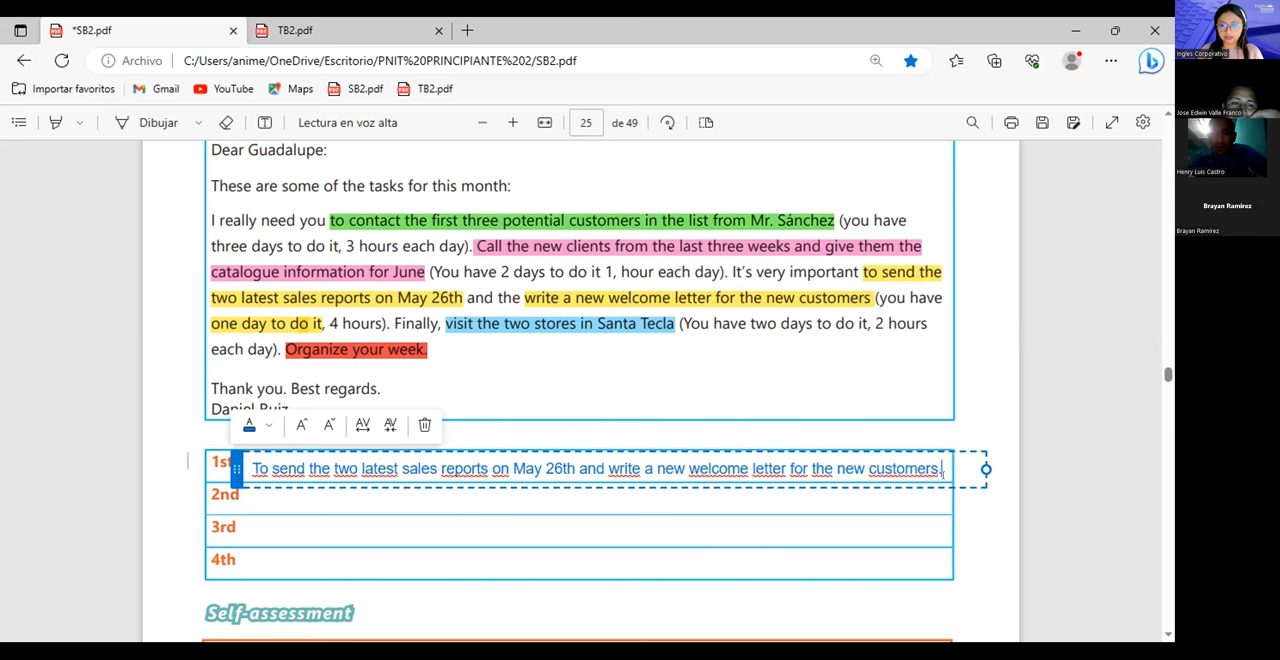 *SB2.pdf
TB2.pdf
Archivo
C:/Users/anime/OneDrive/Escritorio/PNIT%20PRINCIPIANTE%202/SB2.pdf
Importar favoritos
Gmail
YouTube
Maps
SB2.pdf
TB2.pdf
Dibujar
Lectura en voz alta
25
de 49
Dear Guadalupe:
These are some of the tasks for this month:
I really need you to contact the first three potential customers in the list from Mr. Sánchez (you have
three days to do it, 3 hours each day). Call the new clients from the last three weeks and give them the
catalogue information for June (You have 2 days to do it 1, hour each day). It's very important to send the
two latest sales reports on May 26th and the write a new welcome letter for the new customers (you have
one day to do it, 4 hours). Finally, visit the two stores in Santa Tecla (You have two days to do it, 2 hours
each day). Organize your week.
Thank you. Best regards.
Daniel Ruiz
1st
To send the two latest sales reports on May 26th and write a new welcome letter for the new customers.
2nd
3rd
4th
Self-assessment
Ingles Corporativo
Jose Edwin Valle Franco
Henry Luis Castro
Brayan Ramirez
Brayan Ramirez